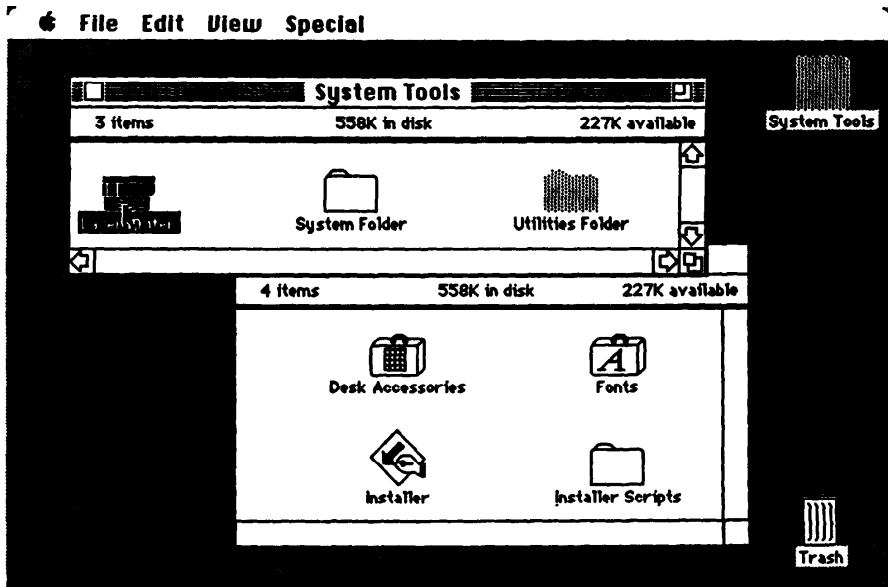 File Edit View Special
System Tools
3 items 558K in disk 227K available
System Tools
System Folder Utilities Folder
4 items 558K in disk 227K available
Desk Accessories Fonts
Installer Installer Scripts
Trash